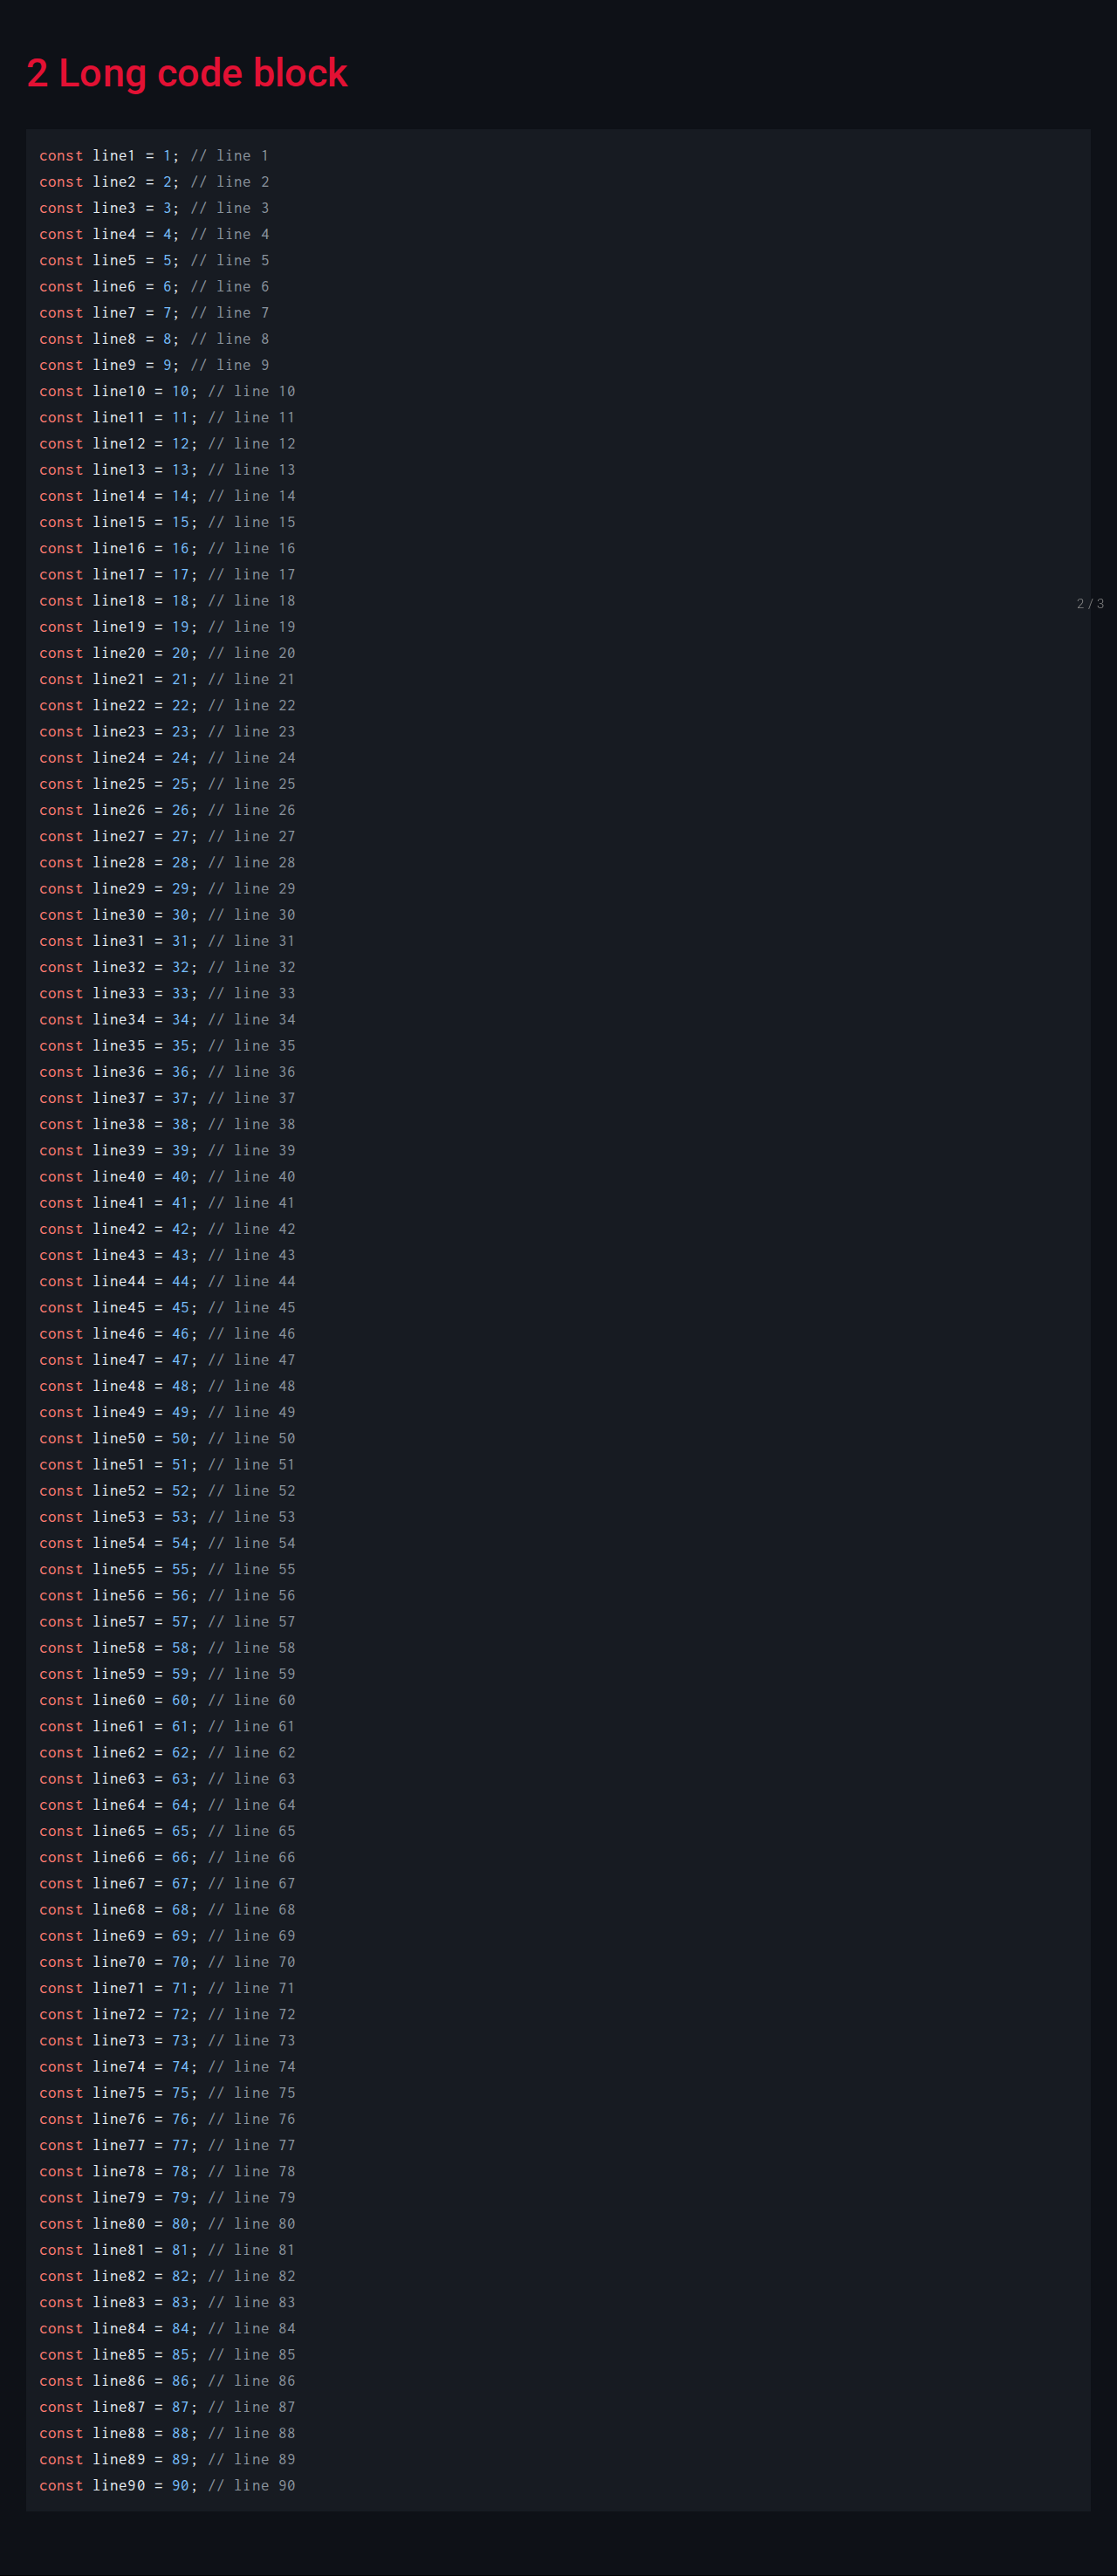 2 Long code block
const line1 = 1; // line 1
const line2 = 2; // line 2
const line3 = 3; // line 3
const line4 = 4; // line 4
const line5 = 5; // line 5
const line6 = 6; // line 6
const line7 = 7; // line 7
const line8 = 8; // line 8
const line9 = 9; // line 9
const line10 = 10; // line 10
const line11 = 11; // line 11
const line12 = 12; // line 12
const line13 = 13; // line 13
const line14 = 14; // line 14
const line15 = 15; // line 15
const line16 = 16; // line 16
const line17 = 17; // line 17
const line18 = 18; // line 18
2 / 3
const line19 = 19; // line 19
const line20 = 20; // line 20
const line21 = 21; // line 21
const line22 = 22; // line 22
const line23 = 23; // line 23
const line24 = 24; // line 24
const line25 = 25; // line 25
const line26 = 26; // line 26
const line27 = 27; // line 27
const line28 = 28; // line 28
const line29 = 29; // line 29
const line30 = 30; // line 30
const line31 = 31; // line 31
const line32 = 32; // line 32
const line33 = 33; // line 33
const line34 = 34; // line 34
const line35 = 35; // line 35
const line36 = 36; // line 36
const line37 = 37; // line 37
const line38 = 38; // line 38
const line39 = 39; // line 39
const line40 = 40; // line 40
const line41 = 41; // line 41
const line42 = 42; // line 42
const line43 = 43; // line 43
const line44 = 44; // line 44
const line45 = 45; // line 45
const line46 = 46; // line 46
const line47 = 47; // line 47
const line48 = 48; // line 48
const line49 = 49; // line 49
const line50 = 50; // line 50
const line51 = 51; // line 51
const line52 = 52; // line 52
const line53 = 53; // line 53
const line54 = 54; // line 54
const line55 = 55; // line 55
const line56 = 56; // line 56
const line57 = 57; // line 57
const line58 = 58; // line 58
const line59 = 59; // line 59
const line60 = 60; // line 60
const line61 = 61; // line 61
const line62 = 62; // line 62
const line63 = 63; // line 63
const line64 = 64; // line 64
const line65 = 65; // line 65
const line66 = 66; // line 66
const line67 = 67; // line 67
const line68 = 68; // line 68
const line69 = 69; // line 69
const line70 = 70; // line 70
const line71 = 71; // line 71
const line72 = 72; // line 72
const line73 = 73; // line 73
const line74 = 74; // line 74
const line75 = 75; // line 75
const line76 = 76; // line 76
const line77 = 77; // line 77
const line78 = 78; // line 78
const line79 = 79; // line 79
const line80 = 80; // line 80
const line81 = 81; // line 81
const line82 = 82; // line 82
const line83 = 83; // line 83
const line84 = 84; // line 84
const line85 = 85; // line 85
const line86 = 86; // line 86
const line87 = 87; // line 87
const line88 = 88; // line 88
const line89 = 89; // line 89
const line90 = 90; // line 90